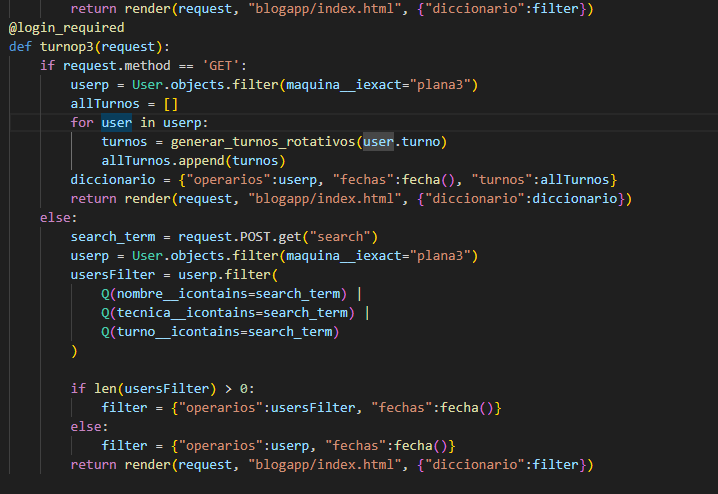 return render(request, "blogapp/index.html", {"diccionario":filter})
@login_required
def turnop3(request):
    if request.method == 'GET':
        userp = User.objects.filter(maquina__iexact="plana3")
        allTurnos = []
        for user in userp:
            turnos = generar_turnos_rotativos(user.turno)
            allTurnos.append(turnos)
        diccionario = {"operarios":userp, "fechas":fecha(), "turnos":allTurnos}
        return render(request, "blogapp/index.html", {"diccionario":diccionario})
    else:
        search_term = request.POST.get("search")
        userp = User.objects.filter(maquina__iexact="plana3")
        usersFilter = userp.filter(
            Q(nombre__icontains=search_term) |
            Q(tecnica__icontains=search_term) |
            Q(turno__icontains=search_term)
        )
        if len(usersFilter) > 0:
            filter = {"operarios":usersFilter, "fechas":fecha()}
        else:
            filter = {"operarios":userp, "fechas":fecha()}
        return render(request, "blogapp/index.html", {"diccionario":filter})